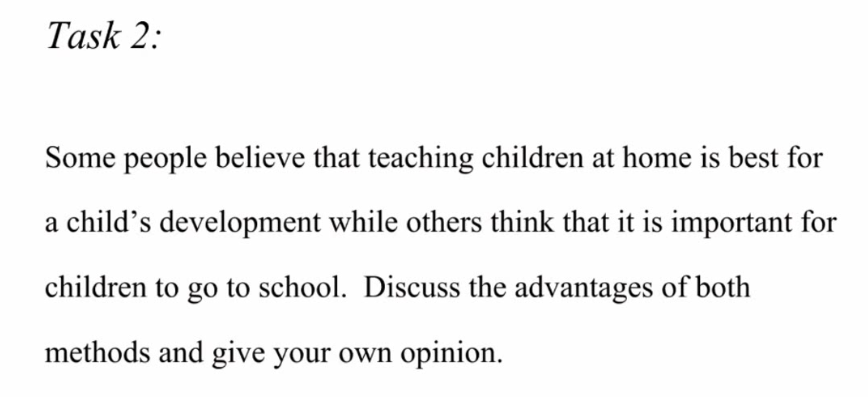 Task 2:
Some people believe that teaching children at home is best for
a child’s development while others think that it is important for
children to go to school.  Discuss the advantages of both
methods and give your own opinion.